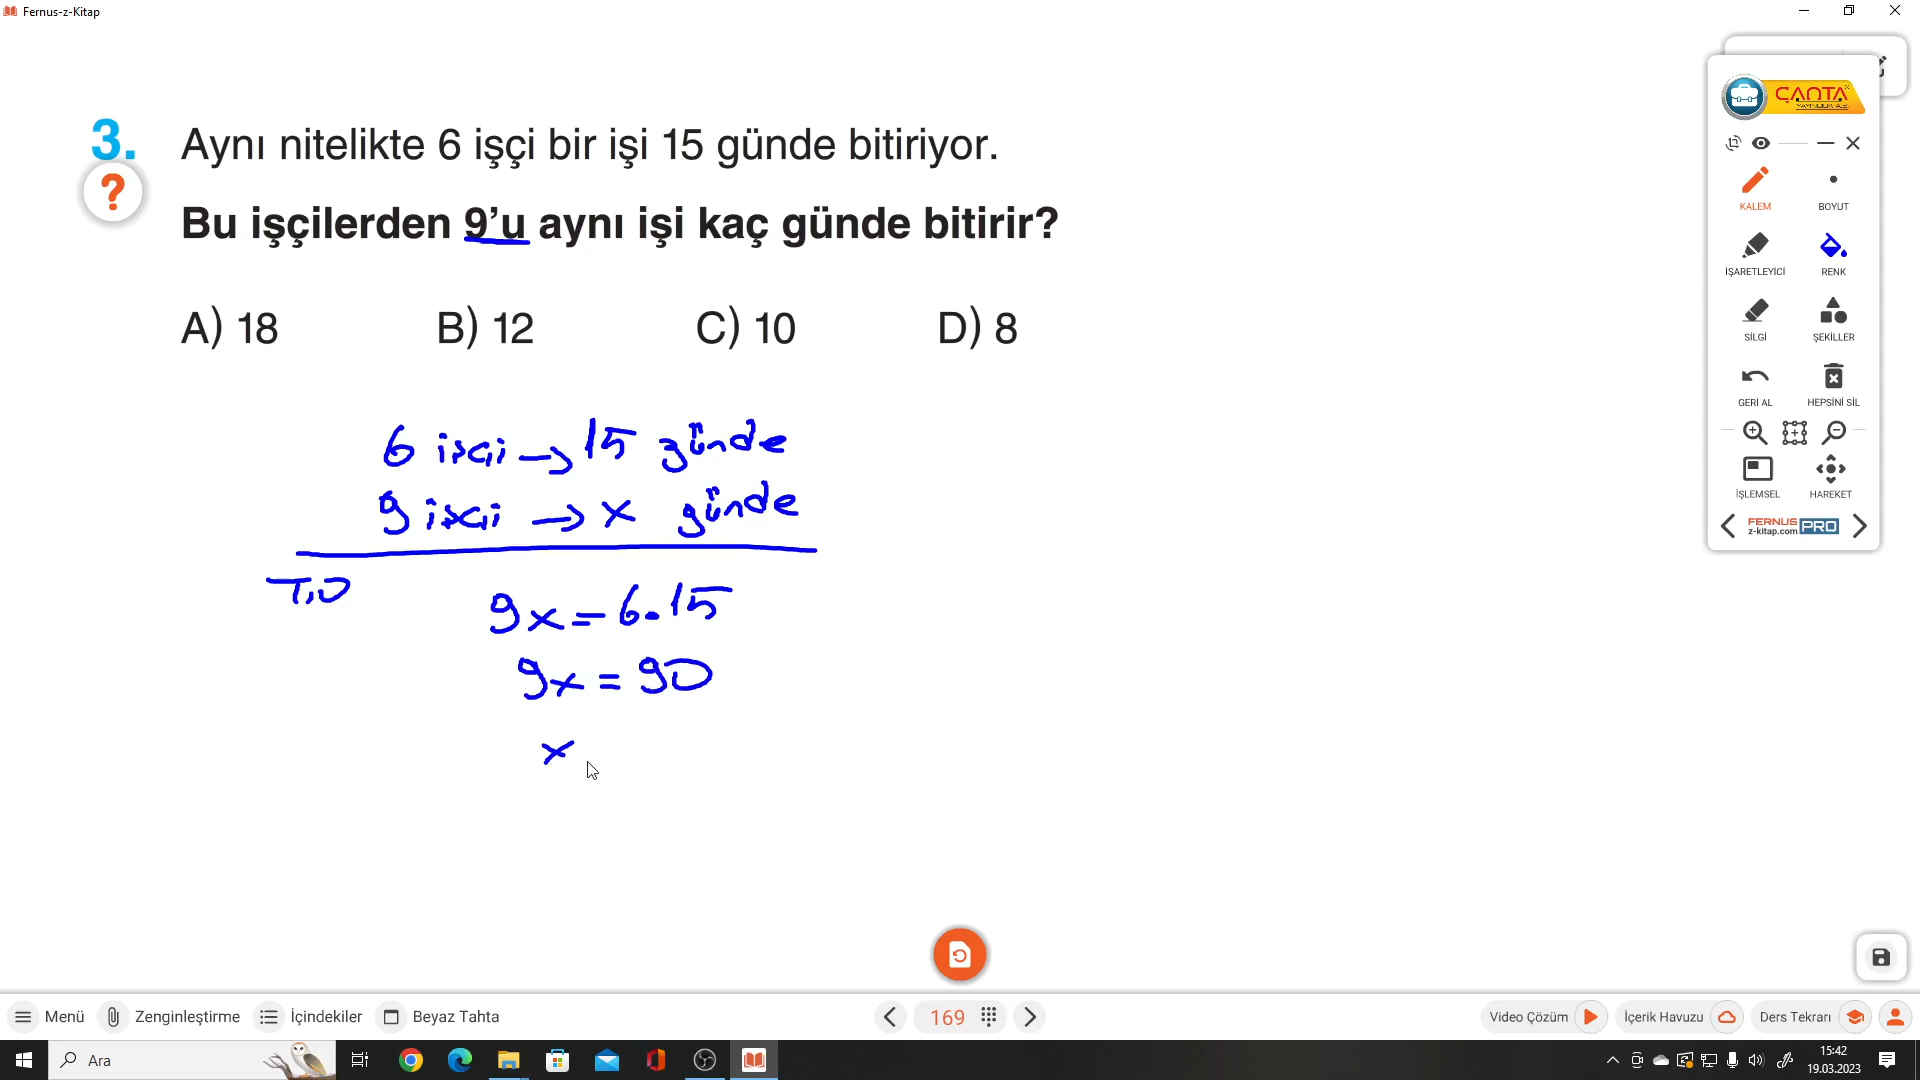 Fernus-z-Kitap
3. Aynı nitelikte 6 işçi bir işi 15 günde bitiriyor.
?
Bu işçilerden 9’u aynı işi kaç günde bitirir?
A) 18 B) 12 C) 10 D) 8
6 işçi → 15 günde
9 işçi → x günde
T.O
9x = 6.15
9x = 90
x
ÇANTA
YAYINCILIK A.Ş.
KALEM BOYUT
İŞARETLEYİCİ RENK
SİLGİ ŞEKİLLER
GERİ AL HEPSİNİ SİL
İŞLEMSEL HAREKET
FERNUS PRO
z-kitap.com
Menü Zenginleştirme İçindekiler Beyaz Tahta 169 Video Çözüm İçerik Havuzu Ders Tekrarı
Ara
15:42
19.03.2023